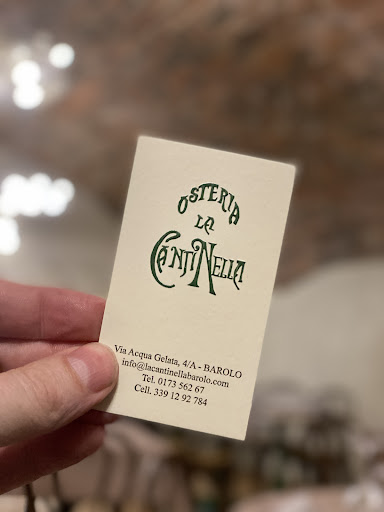 OSTERIA
LA
CANTINELLA
Via Acqua Gelata, 4/A - BAROLO
info@lacantinellabarolo.com
Tel. 0173 562 67
Cell. 339 12 92 784